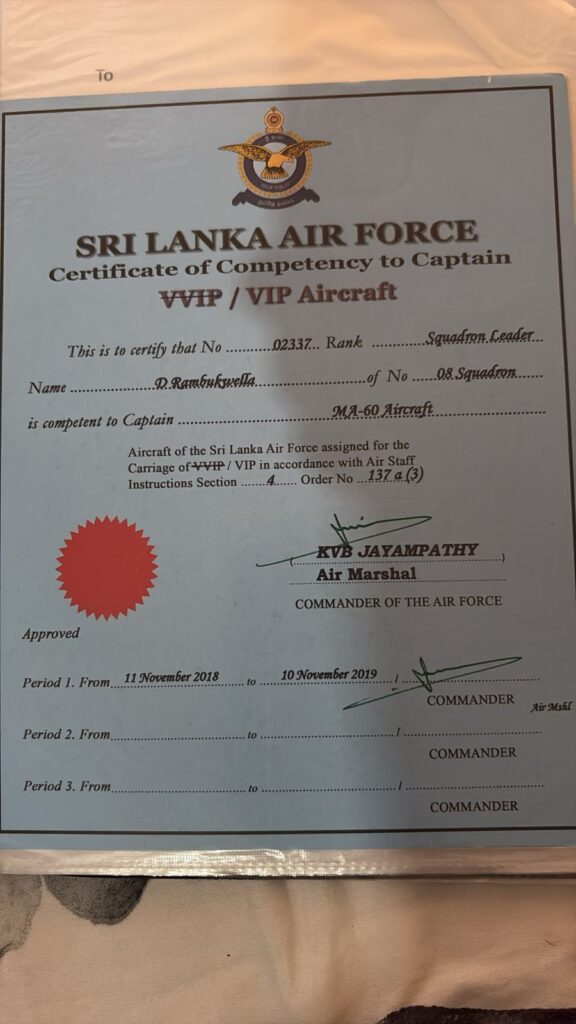 To
SRI LANKA AIR FORCE
Certificate of Competency to Captain
VVIP / VIP Aircraft
This is to certify that No ..........02337.. Rank ............Squadron Leader..
Name ..................D Rambukwella..........................of No ...08 Squadron.......
is competent to Captain ...................................MA-60 Aircraft..........................
Aircraft of the Sri Lanka Air Force assigned for the
Carriage of VVIP / VIP in accordance with Air Staff
Instructions Section .......4...... Order No ...137 a (3)
KVB JAYAMPATHY
Air Marshal
COMMANDER OF THE AIR FORCE
Approved
Period 1. From 11 November 2018 to 10 November 2019 /
COMMANDER
Air Mshl
Period 2. From....................................to....................................../......................................
COMMANDER
Period 3. From....................................to....................................../......................................
COMMANDER